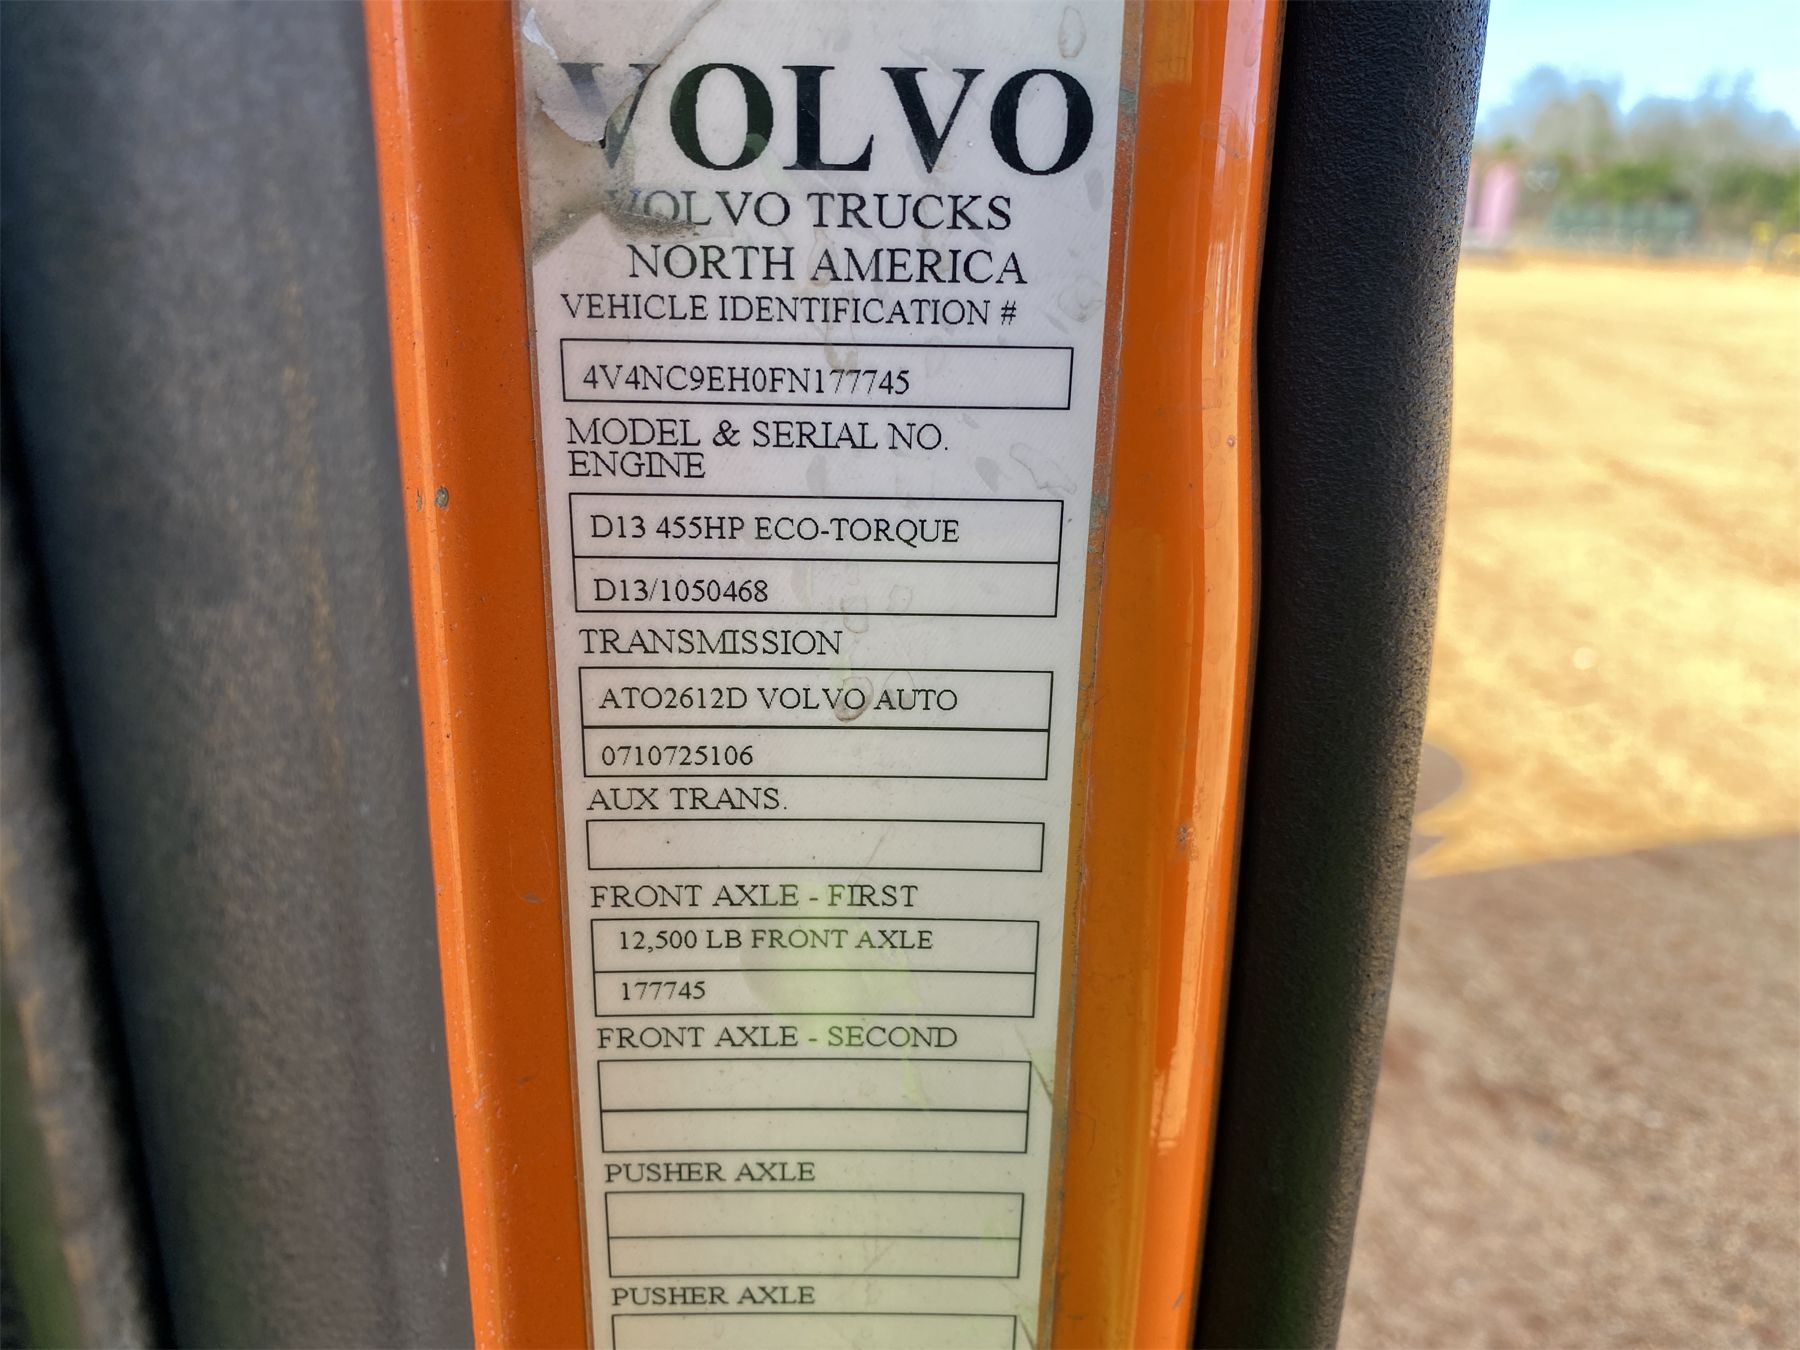 VOLVO
VOLVO TRUCKS
NORTH AMERICA
VEHICLE IDENTIFICATION #
4V4NC9EH0FN177745
MODEL & SERIAL NO.
ENGINE
D13 455HP ECO-TORQUE
D13/1050468
TRANSMISSION
ATO2612D VOLVO AUTO
0710725106
AUX TRANS.
FRONT AXLE - FIRST
12,500 LB FRONT AXLE
177745
FRONT AXLE - SECOND
PUSHER AXLE
PUSHER AXLE